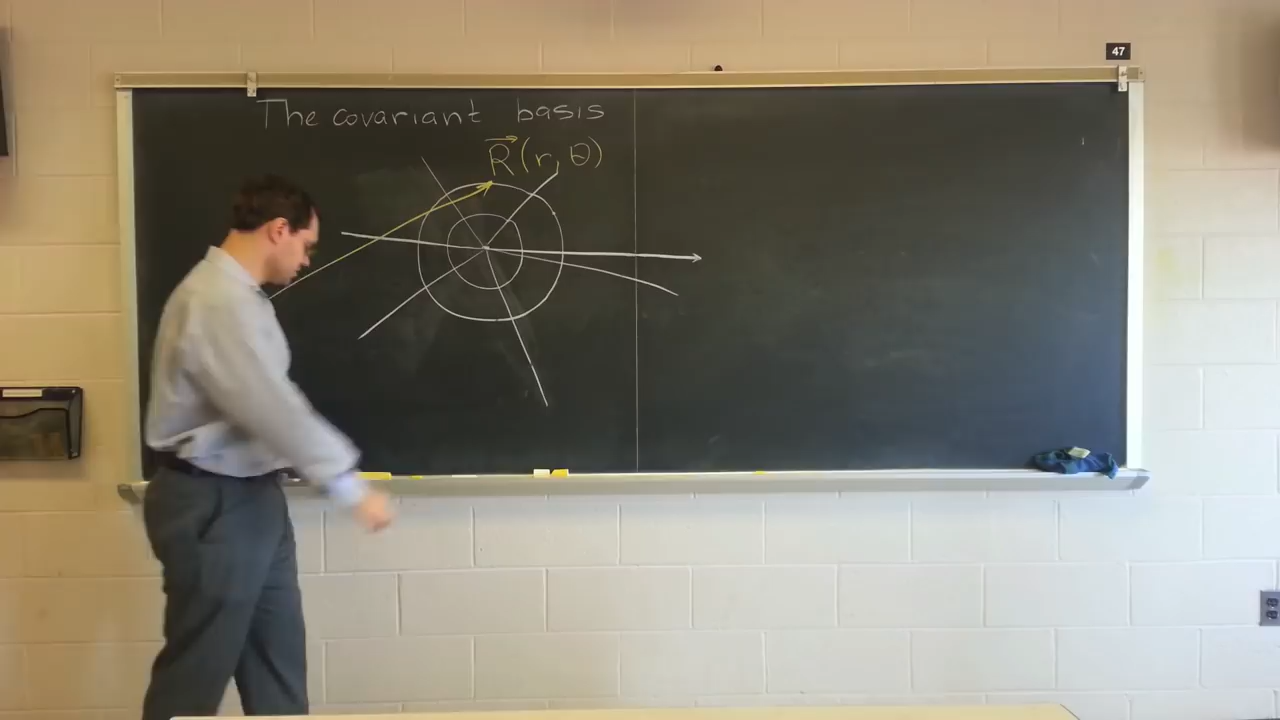 47
The covariant basis
R⃗(r, θ)